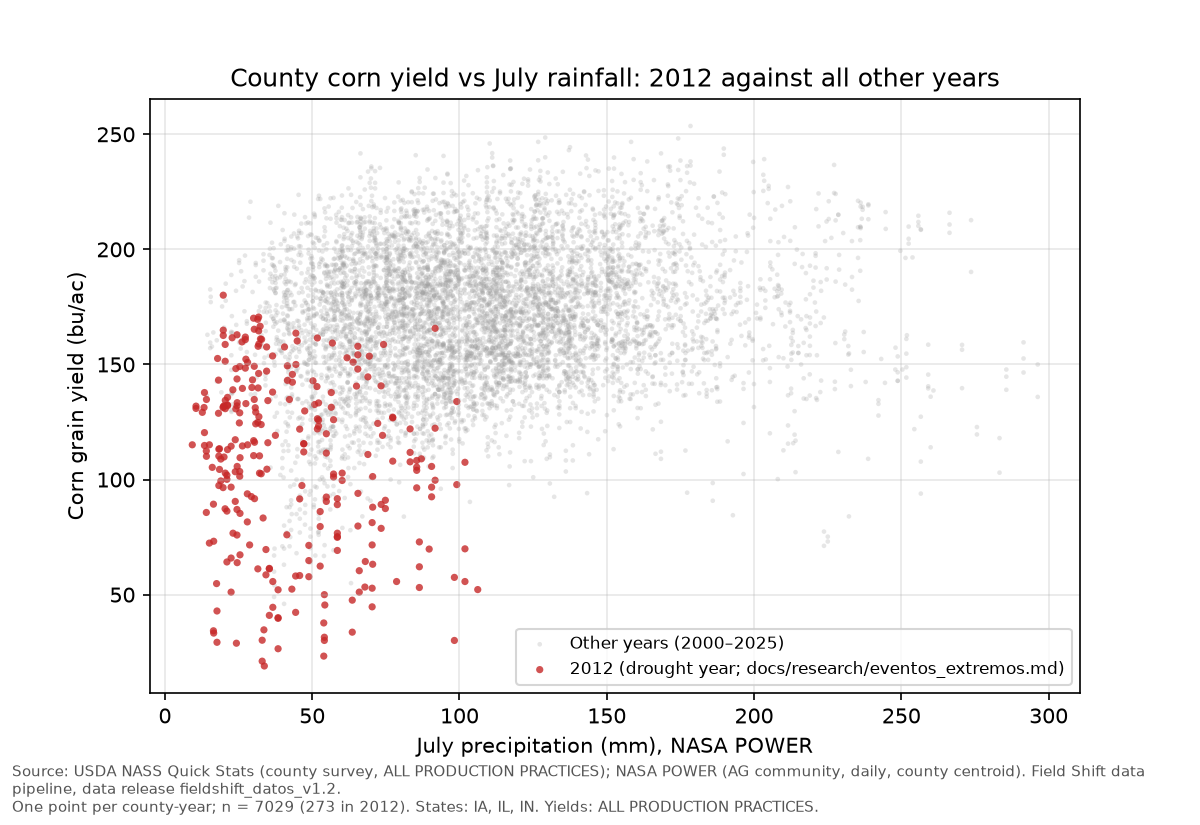 County corn yield vs July rainfall: 2012 against all other years
Corn grain yield (bu/ac)
250
200
150
100
50
0
50
100
150
200
250
300
Other years (2000–2025)
2012 (drought year; docs/research/eventos_extremos.md)
July precipitation (mm), NASA POWER
Source: USDA NASS Quick Stats (county survey, ALL PRODUCTION PRACTICES); NASA POWER (AG community, daily, county centroid). Field Shift data
pipeline, data release fieldshift_datos_v1.2.
One point per county-year; n = 7029 (273 in 2012). States: IA, IL, IN. Yields: ALL PRODUCTION PRACTICES.